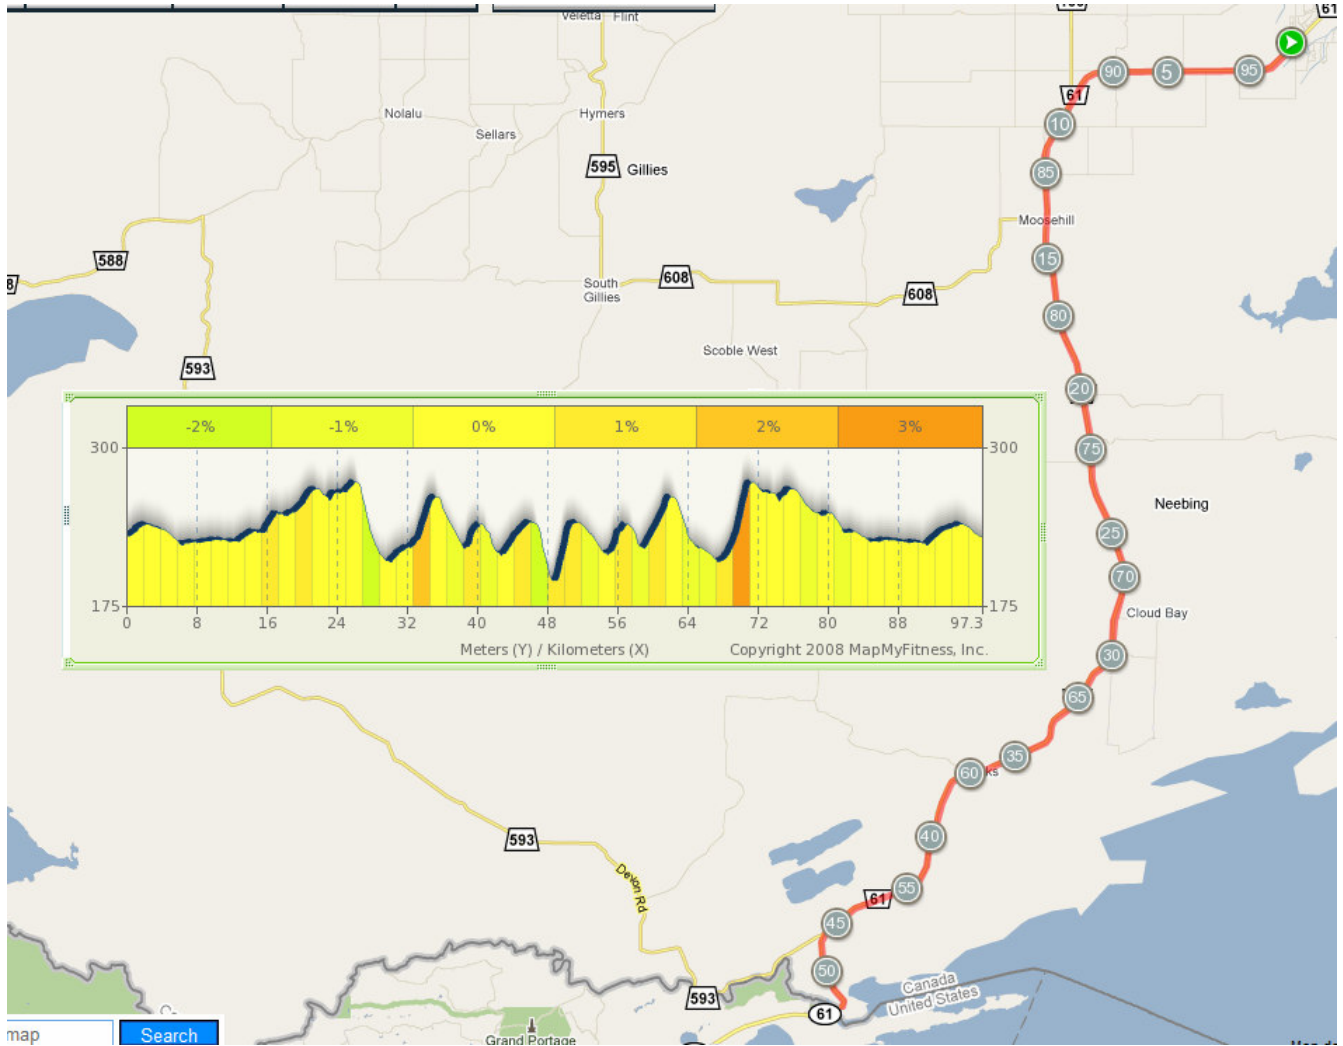 Veletta Flint
61
90 5 95
61
Nolalu
Hymers
Sellars
10
595 Gillies
85
Moosehill
588
15
8
608
South
Gillies
608
80
Scoble West
593
20
-2% -1% 0% 1% 2% 3%
300 300
75
Neebing
25
70
175 175
0 8 16 24 32 40 48 56 64 72 80 88 97.3
Cloud Bay
Meters (Y) / Kilometers (X) Copyright 2008 MapMyFitness, Inc.
30
65
35
60 ks
593
40
Devon Rd
55
61
45
50
Canada
United States
593
61
map Search
Grand Portage